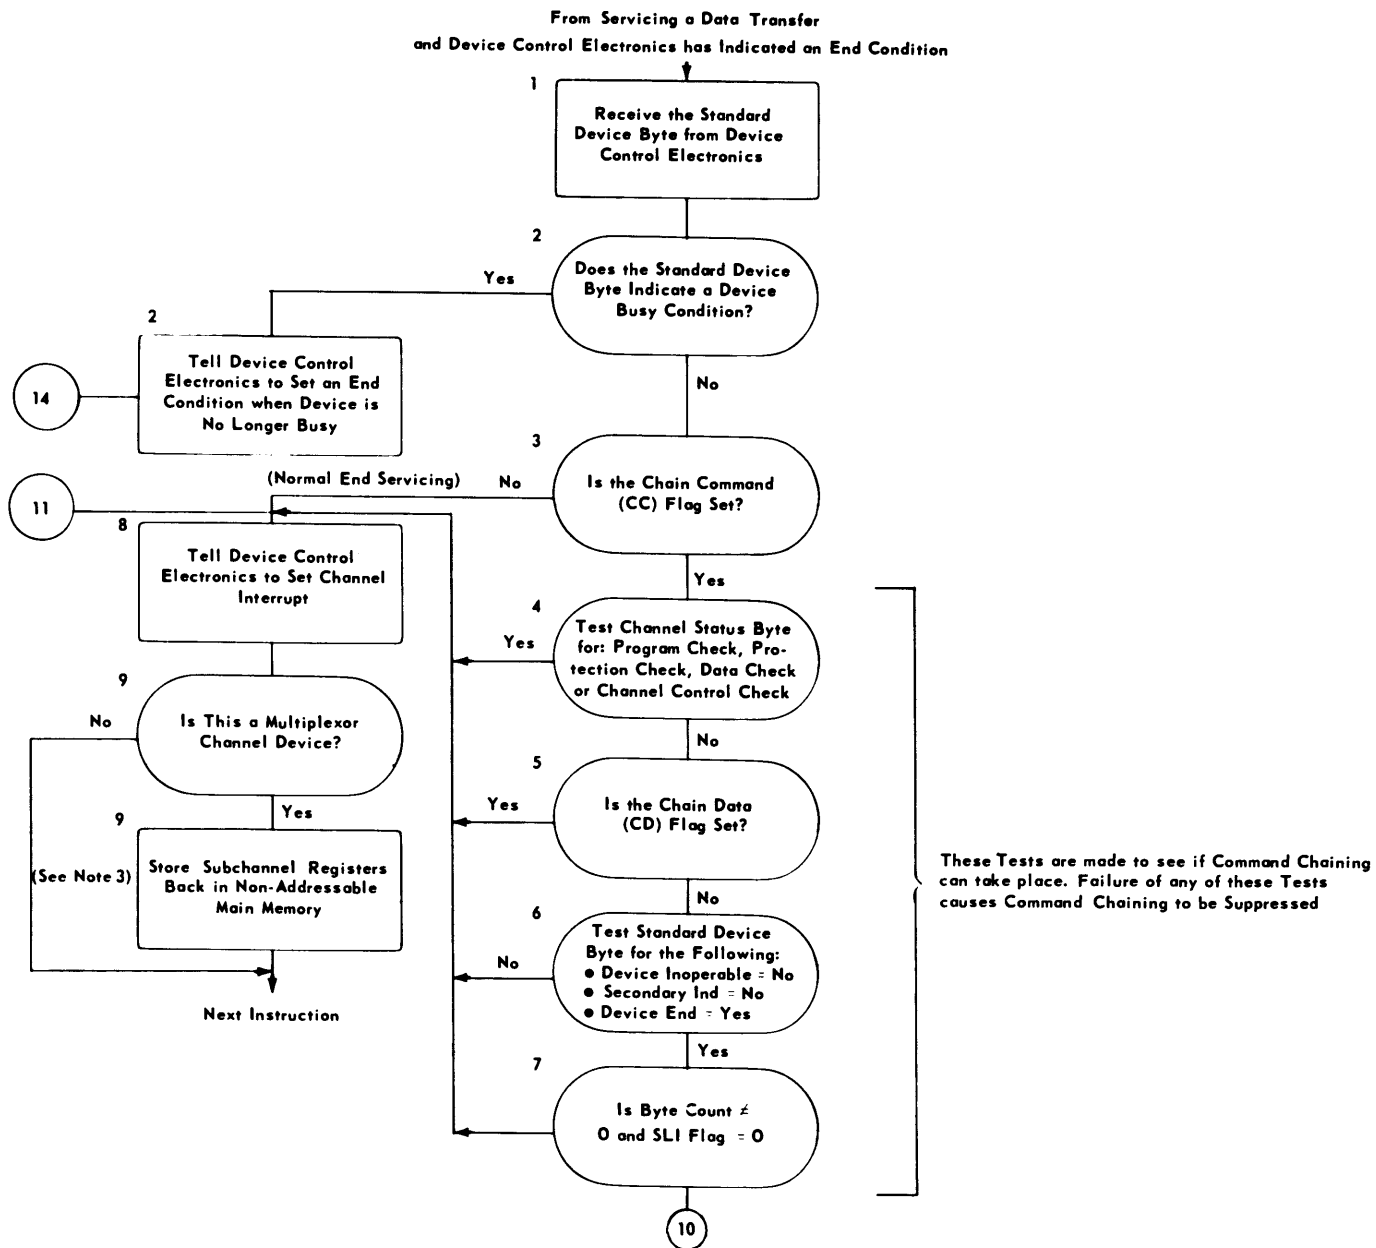 From Servicing a Data Transfer
and Device Control Electronics has Indicated an End Condition
1
Receive the Standard
Device Byte from Device
Control Electronics
2
Does the Standard Device
Byte Indicate a Device
Busy Condition?
Yes
No
2
Tell Device Control
Electronics to Set an End
Condition when Device is
No Longer Busy
14
3
Is the Chain Command
(CC) Flag Set?
(Normal End Servicing)
No
Yes
11
8
Tell Device Control
Electronics to Set Channel
Interrupt
4
Test Channel Status Byte
for: Program Check, Pro-
tection Check, Data Check
or Channel Control Check
Yes
No
9
Is This a Multiplexor
Channel Device?
No
Yes
5
Is the Chain Data
(CD) Flag Set?
Yes
No
9
Store Subchannel Registers
Back in Non-Addressable
Main Memory
(See Note 3)
Next Instruction
6
Test Standard Device
Byte for the Following:
● Device Inoperable = No
● Secondary Ind = No
● Device End = Yes
No
Yes
7
Is Byte Count ≠
0 and SLI Flag = 0
10
These Tests are made to see if Command Chaining
can take place. Failure of any of these Tests
causes Command Chaining to be Suppressed